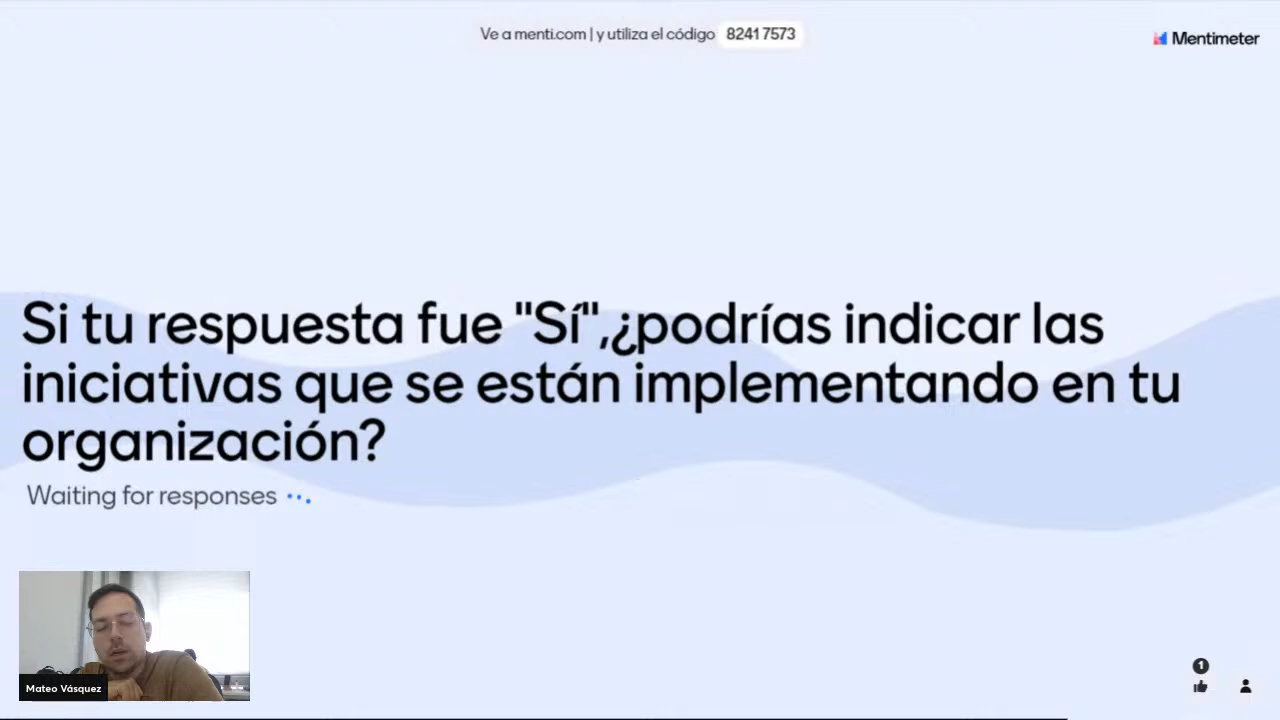 Ve a menti.com | y utiliza el código 8241 7573
Mentimeter
Si tu respuesta fue "Sí",¿podrías indicar las
iniciativas que se están implementando en tu
organización?
Waiting for responses
Mateo Vásquez
1